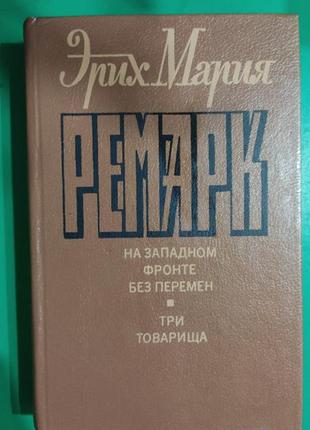 Эрих Мария
РЕМАРК
НА ЗАПАДНОМ
ФРОНТЕ
БЕЗ ПЕРЕМЕН
ТРИ
ТОВАРИЩА